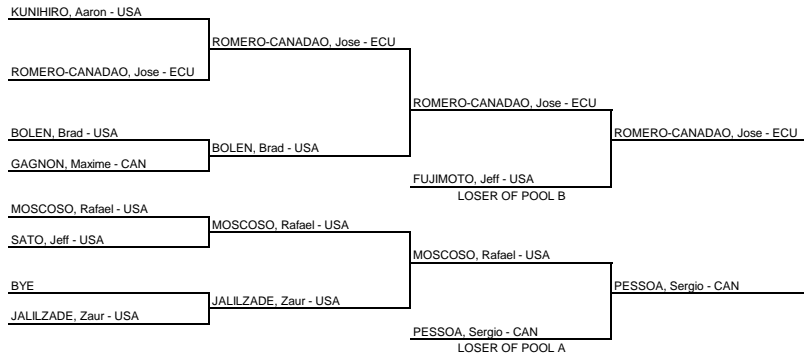 KUNIHIRO, Aaron - USA
ROMERO-CANADAO, Jose - ECU
ROMERO-CANADAO, Jose - ECU
ROMERO-CANADAO, Jose - ECU
ROMERO-CANADAO, Jose - ECU
BOLEN, Brad - USA
BOLEN, Brad - USA
GAGNON, Maxime - CAN
FUJIMOTO, Jeff - USA
LOSER OF POOL B
MOSCOSO, Rafael - USA
MOSCOSO, Rafael - USA
SATO, Jeff - USA
MOSCOSO, Rafael - USA
BYE
PESSOA, Sergio - CAN
JALILZADE, Zaur - USA
JALILZADE, Zaur - USA
PESSOA, Sergio - CAN
LOSER OF POOL A